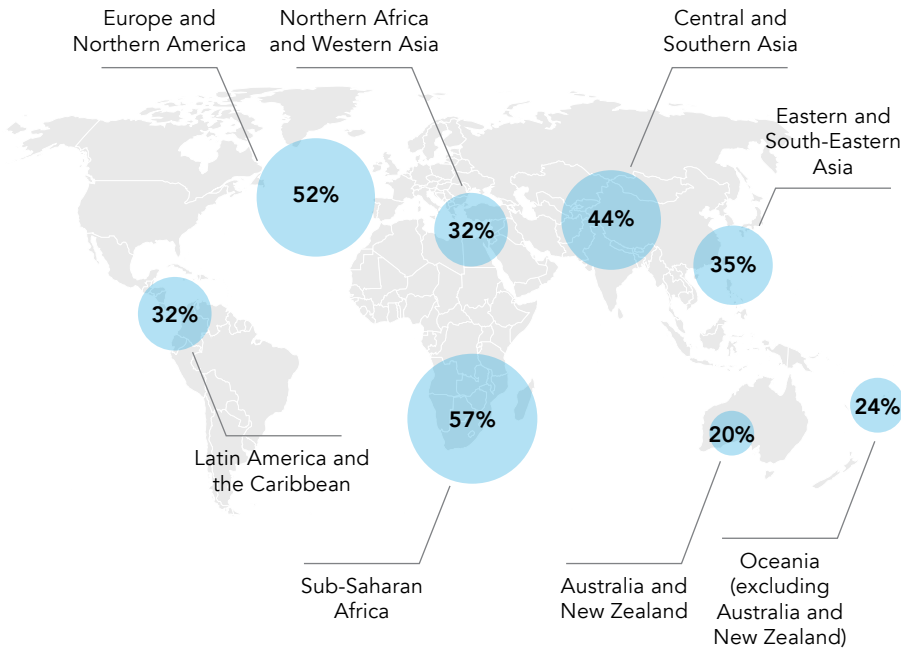 Europe and
Northern America
Northern Africa
and Western Asia
Central and
Southern Asia
Eastern and
South-Eastern
Asia
52%
32%
44%
35%
32%
57%
20%
24%
Latin America and
the Caribbean
Sub-Saharan
Africa
Australia and
New Zealand
Oceania
(excluding
Australia and
New Zealand)